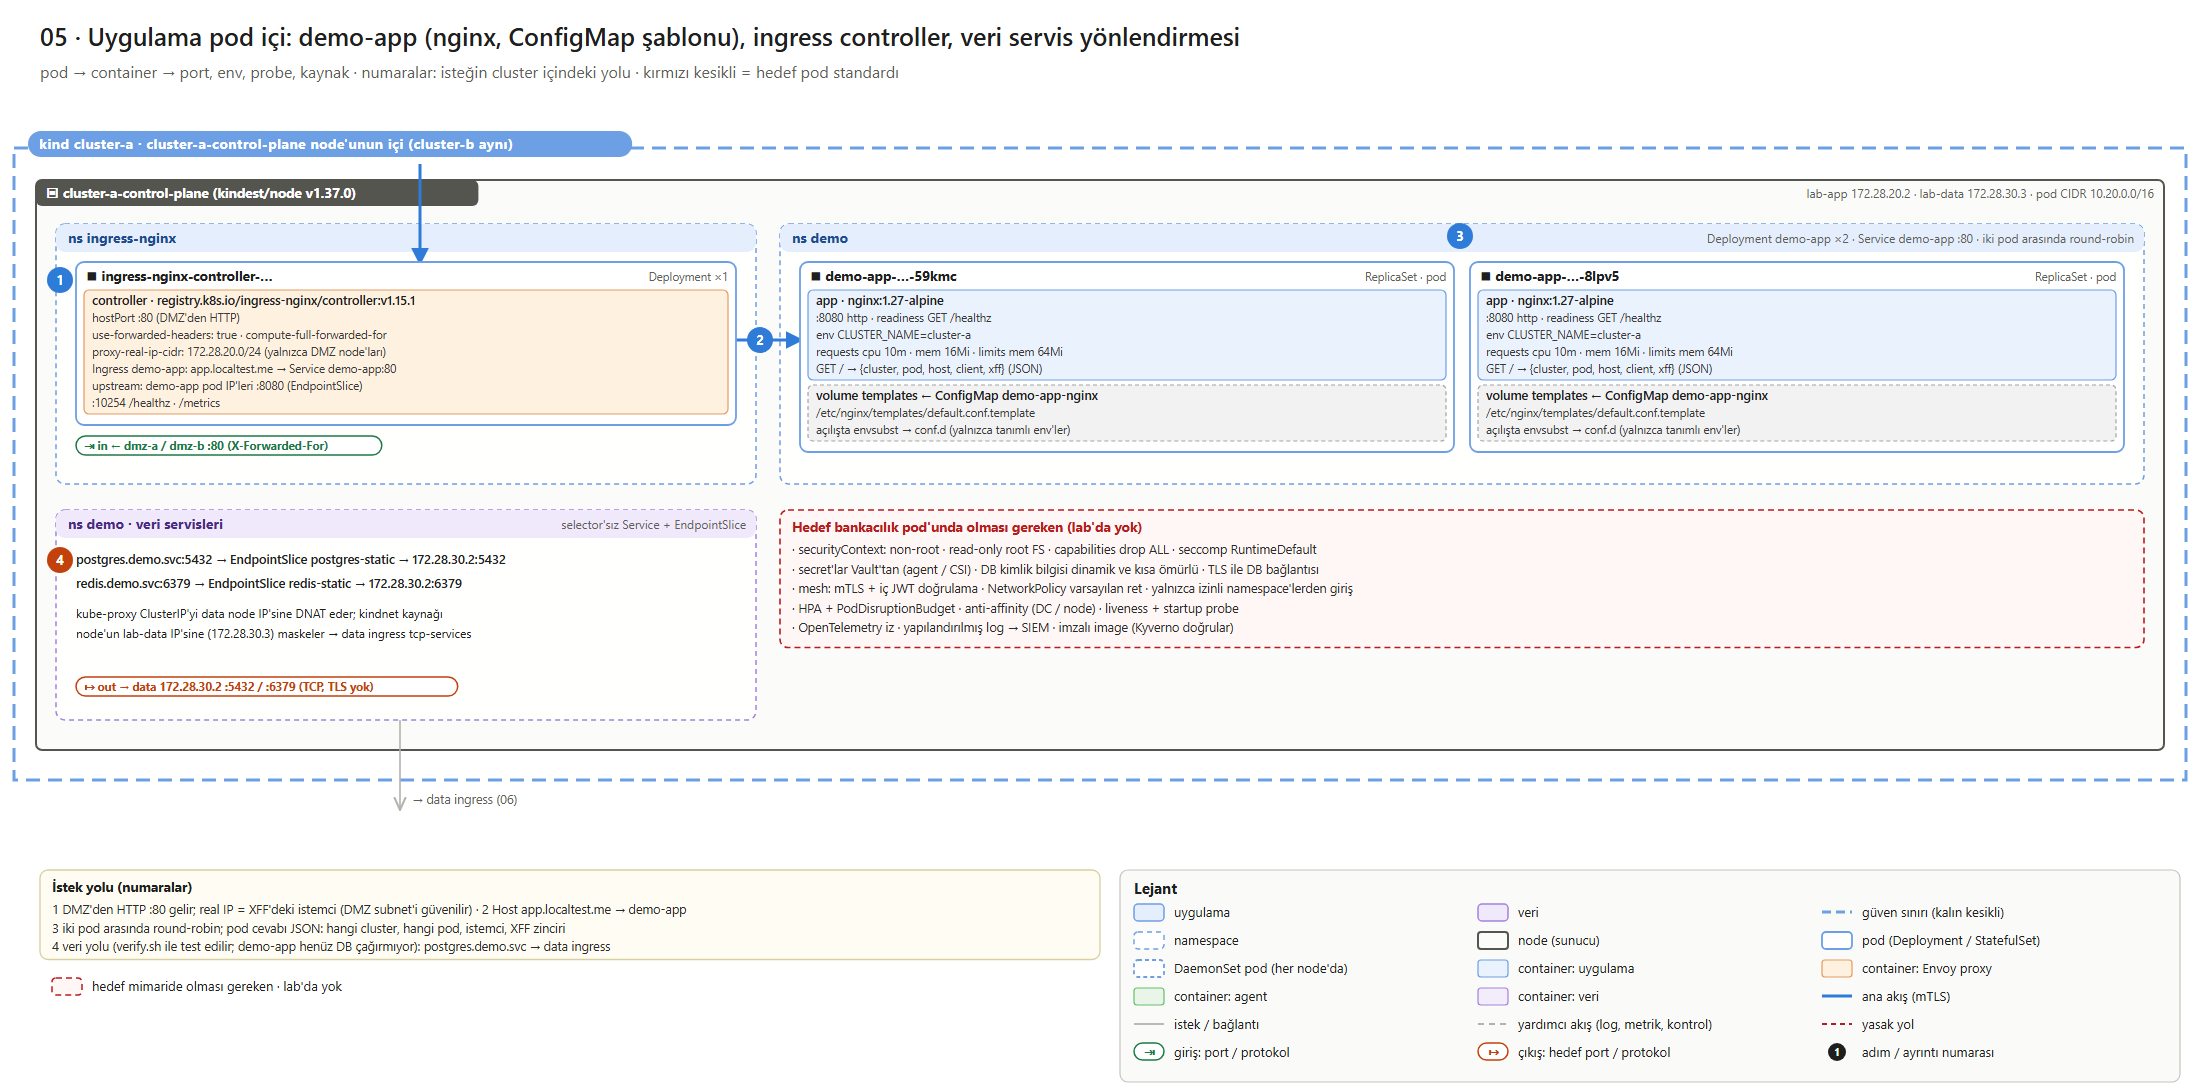 05 · Uygulama pod içi: demo-app (nginx, ConfigMap şablonu), ingress controller, veri servis yönlendirmesi
pod → container → port, env, probe, kaynak · numaralar: isteğin cluster içindeki yolu · kırmızı kesikli = hedef pod standardı
kind cluster-a · cluster-a-control-plane node'unun içi (cluster-b aynı)
cluster-a-control-plane (kindest/node v1.37.0)
lab-app 172.28.20.2 · lab-data 172.28.30.3 · pod CIDR 10.20.0.0/16
ns ingress-nginx
1
ingress-nginx-controller-...
Deployment ×1
controller · registry.k8s.io/ingress-nginx/controller:v1.15.1
hostPort :80 (DMZ'den HTTP)
use-forwarded-headers: true · compute-full-forwarded-for
proxy-real-ip-cidr: 172.28.20.0/24 (yalnızca DMZ node'ları)
Ingress demo-app: app.localtest.me → Service demo-app:80
upstream: demo-app pod IP'leri :8080 (EndpointSlice)
:10254 /healthz · /metrics
⇥ in ← dmz-a / dmz-b :80 (X-Forwarded-For)
2
ns demo
3
Deployment demo-app ×2 · Service demo-app :80 · iki pod arasında round-robin
demo-app-...-59kmc
ReplicaSet · pod
app · nginx:1.27-alpine
:8080 http · readiness GET /healthz
env CLUSTER_NAME=cluster-a
requests cpu 10m · mem 16Mi · limits mem 64Mi
GET / → {cluster, pod, host, client, xff} (JSON)
volume templates ← ConfigMap demo-app-nginx
/etc/nginx/templates/default.conf.template
açılışta envsubst → conf.d (yalnızca tanımlı env'ler)
demo-app-...-8lpv5
ReplicaSet · pod
app · nginx:1.27-alpine
:8080 http · readiness GET /healthz
env CLUSTER_NAME=cluster-a
requests cpu 10m · mem 16Mi · limits mem 64Mi
GET / → {cluster, pod, host, client, xff} (JSON)
volume templates ← ConfigMap demo-app-nginx
/etc/nginx/templates/default.conf.template
açılışta envsubst → conf.d (yalnızca tanımlı env'ler)
ns demo · veri servisleri
selector'sız Service + EndpointSlice
4
postgres.demo.svc:5432 → EndpointSlice postgres-static → 172.28.30.2:5432
redis.demo.svc:6379 → EndpointSlice redis-static → 172.28.30.2:6379
kube-proxy ClusterIP'yi data node IP'sine DNAT eder; kindnet kaynağı
node'un lab-data IP'sine (172.28.30.3) maskeler → data ingress tcp-services
↦ out → data 172.28.30.2 :5432 / :6379 (TCP, TLS yok)
Hedef bankacılık pod'unda olması gereken (lab'da yok)
· securityContext: non-root · read-only root FS · capabilities drop ALL · seccomp RuntimeDefault
· secret'lar Vault'tan (agent / CSI) · DB kimlik bilgisi dinamik ve kısa ömürlü · TLS ile DB bağlantısı
· mesh: mTLS + iç JWT doğrulama · NetworkPolicy varsayılan ret · yalnızca izinli namespace'lerden giriş
· HPA + PodDisruptionBudget · anti-affinity (DC / node) · liveness + startup probe
· OpenTelemetry iz · yapılandırılmış log → SIEM · imzalı image (Kyverno doğrular)
→ data ingress (06)
İstek yolu (numaralar)
1 DMZ'den HTTP :80 gelir; real IP = XFF'deki istemci (DMZ subnet'i güvenilir) · 2 Host app.localtest.me → demo-app
3 iki pod arasında round-robin; pod cevabı JSON: hangi cluster, hangi pod, istemci, XFF zinciri
4 veri yolu (verify.sh ile test edilir; demo-app henüz DB çağırmıyor): postgres.demo.svc → data ingress
hedef mimaride olması gereken · lab'da yok
Lejant
uygulama
veri
güven sınırı (kalın kesikli)
namespace
node (sunucu)
pod (Deployment / StatefulSet)
DaemonSet pod (her node'da)
container: uygulama
container: Envoy proxy
container: agent
container: veri
ana akış (mTLS)
istek / bağlantı
yardımcı akış (log, metrik, kontrol)
yasak yol
⇥ giriş: port / protokol
↦ çıkış: hedef port / protokol
1 adım / ayrıntı numarası